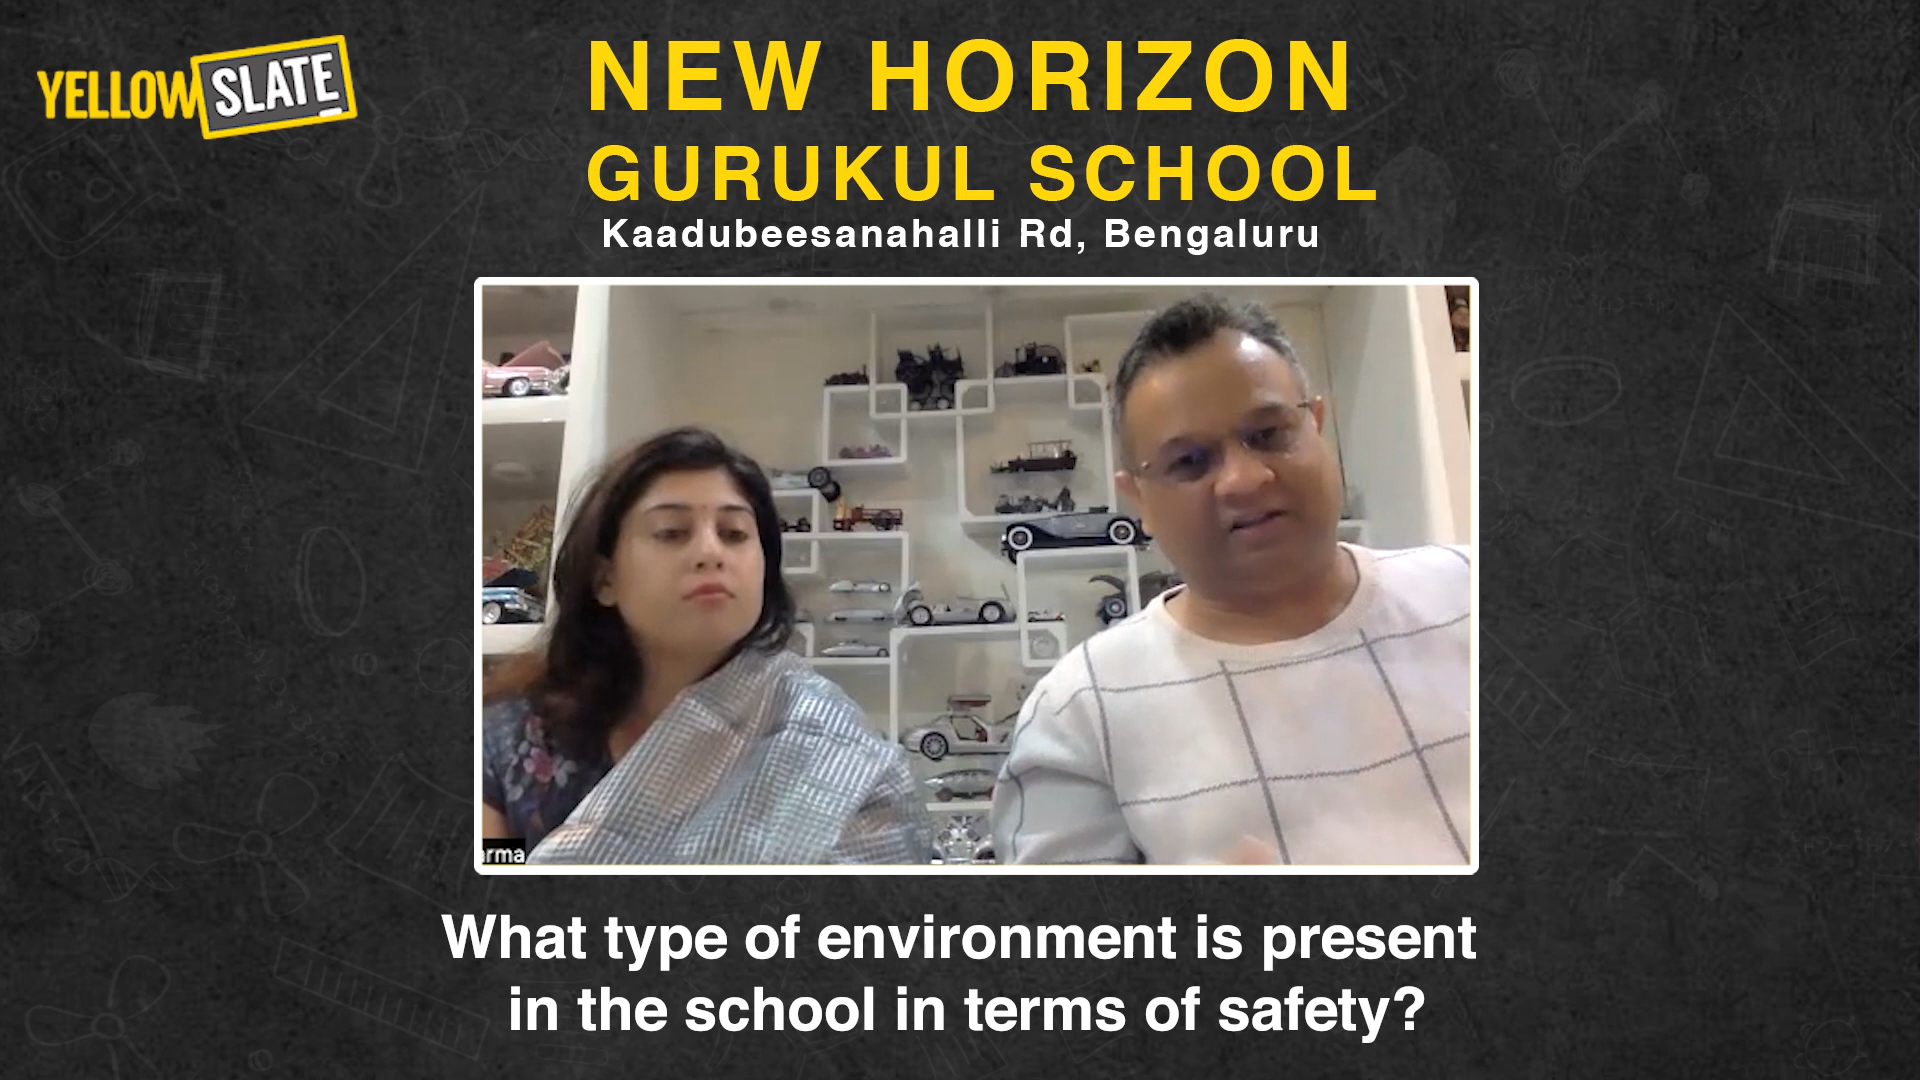 YELLOW SLATE
NEW HORIZON
GURUKUL SCHOOL
Kaadubeesanahalli Rd, Bengaluru
arma
What type of environment is present
in the school in terms of safety?